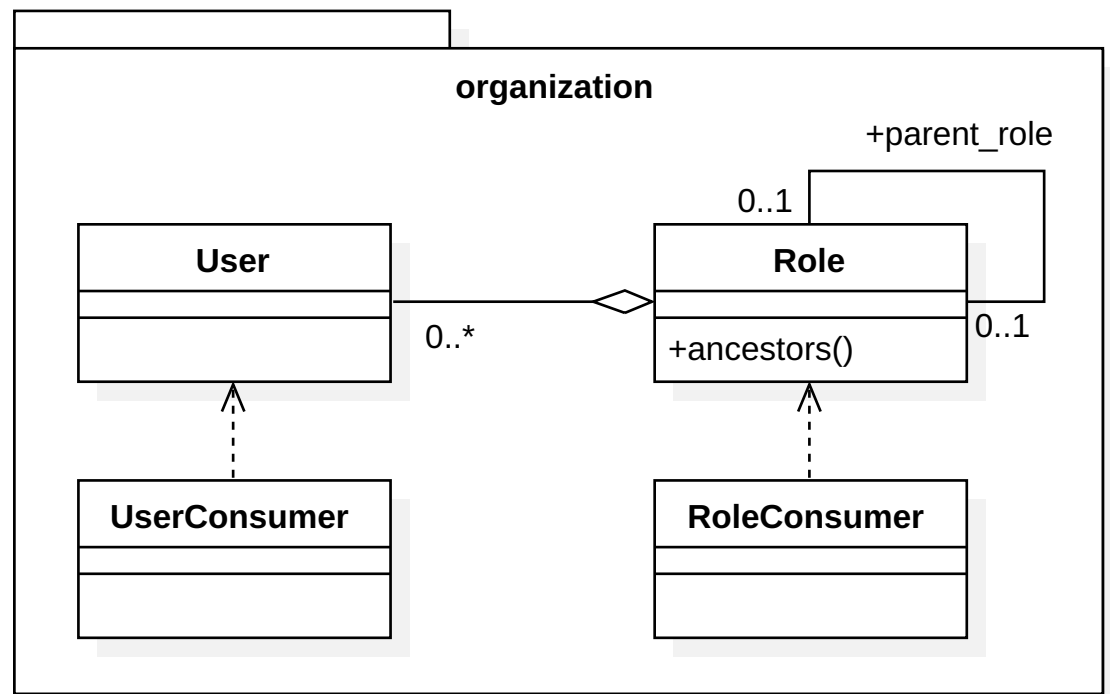 organization
+parent_role
0..1
User
Role
0..*
0..1
+ancestors()
UserConsumer
RoleConsumer